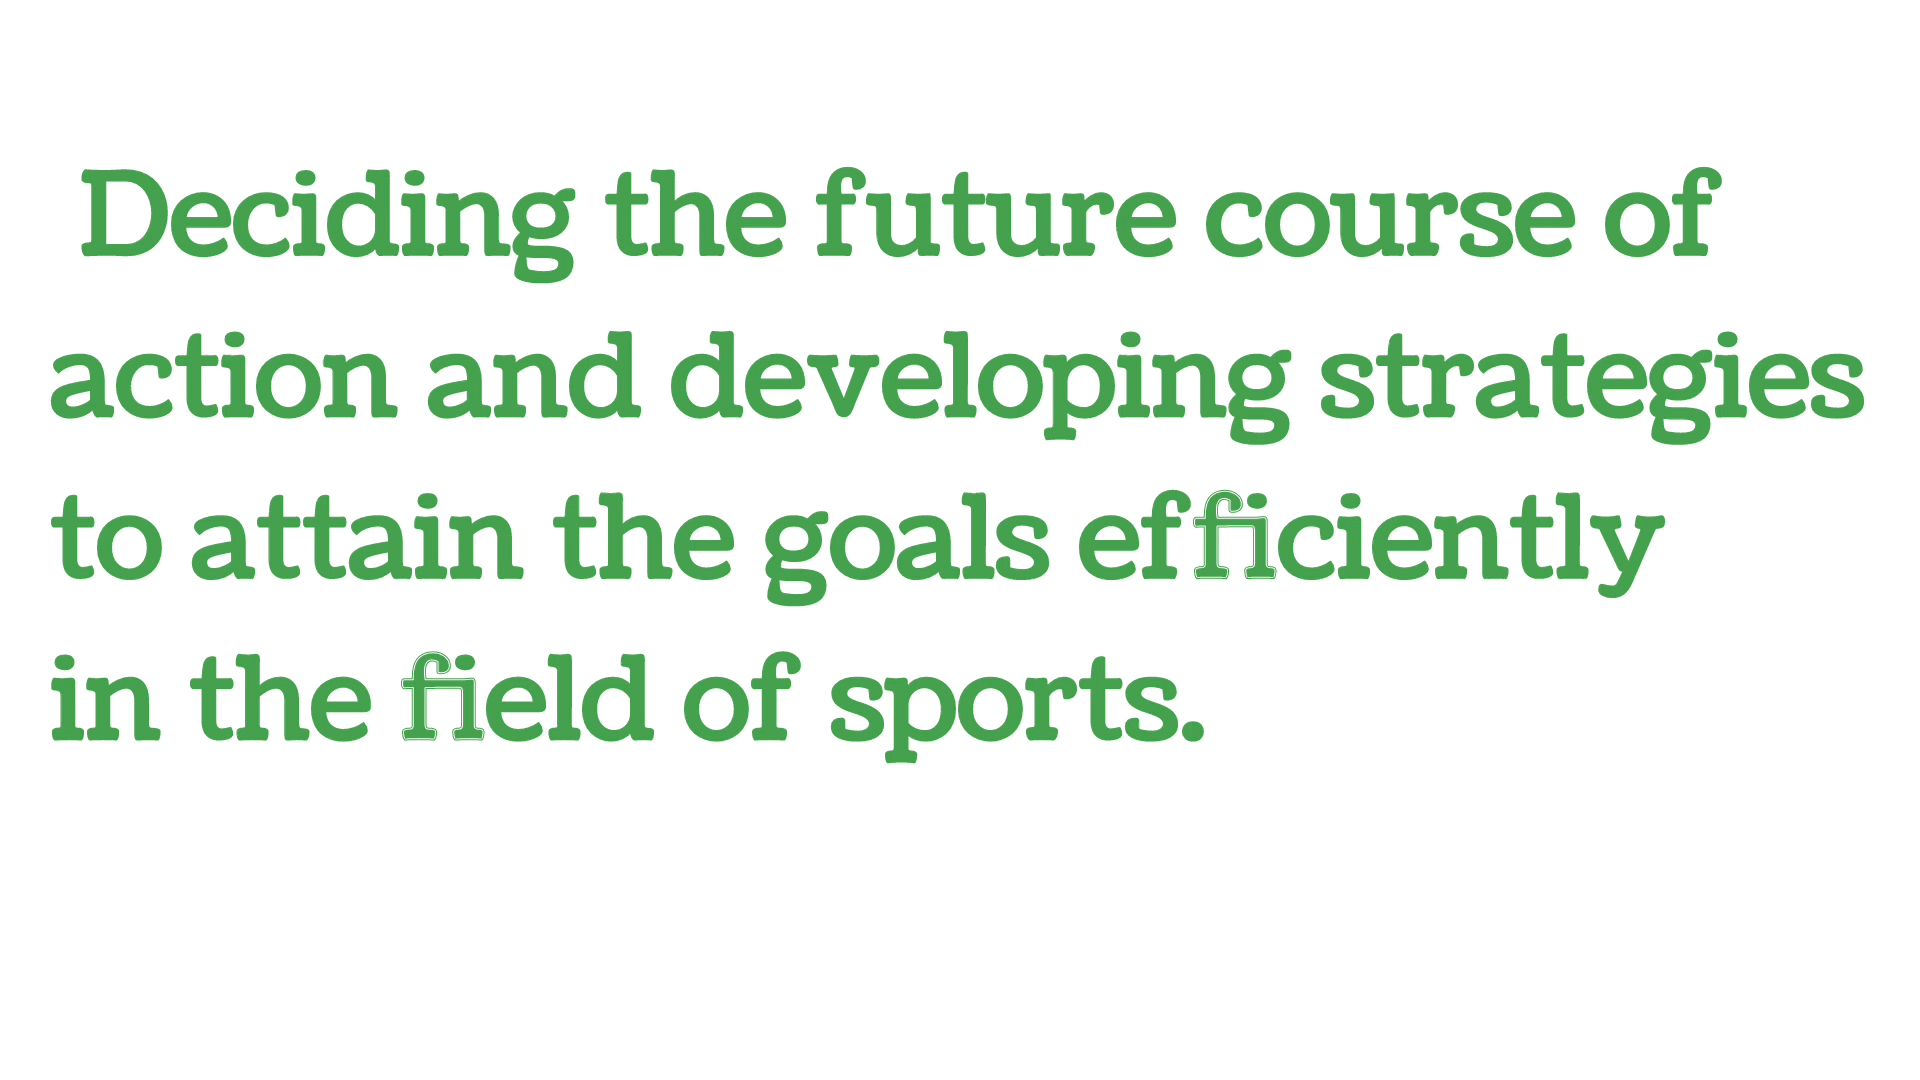 Deciding the future course of
action and developing strategies
to attain the goals efficiently
in the field of sports.